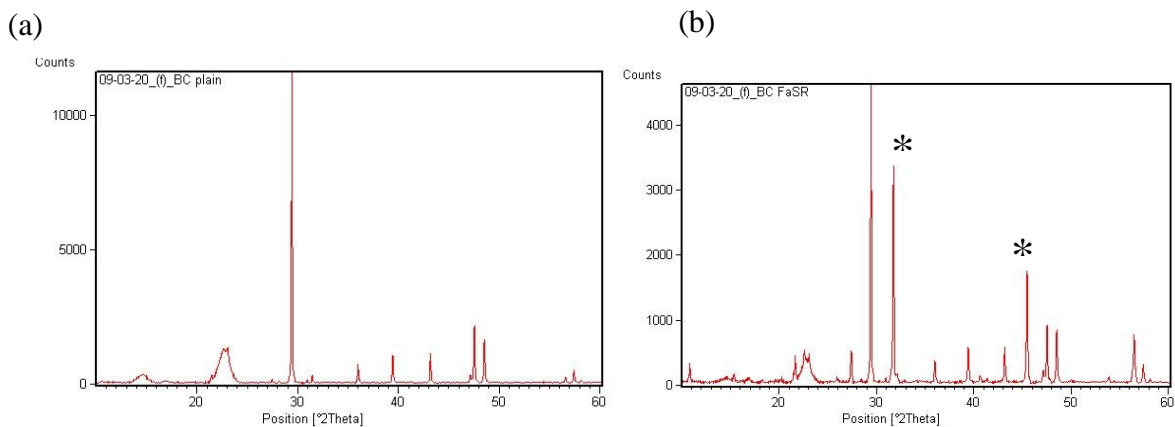 (a)
Counts
09-03-20_(f)_BC plain
10000
5000
0
20
30
40
50
60
Position [°2Theta]
(b)
Counts
09-03-20_(f)_BC FaSR
4000
*
3000
2000
*
1000
0
20
30
40
50
60
Position [°2Theta]